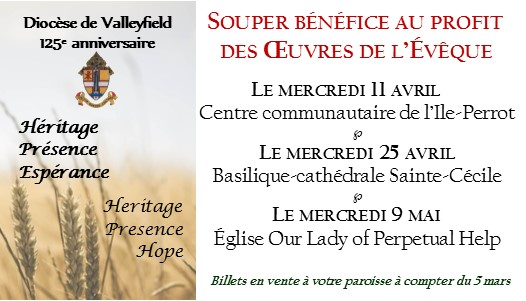 Diocèse de Valleyfield
125e anniversaire
Héritage
Présence
Espérance
Heritage
Presence
Hope
Souper bénéfice au profit
des Œuvres de l'Évêque
Le mercredi 11 avril
Centre communautaire de l'Ile-Perrot
Le mercredi 25 avril
Basilique-cathédrale Sainte-Cécile
Le mercredi 9 mai
Église Our Lady of Perpetual Help
Billets en vente à votre paroisse à compter du 5 mars